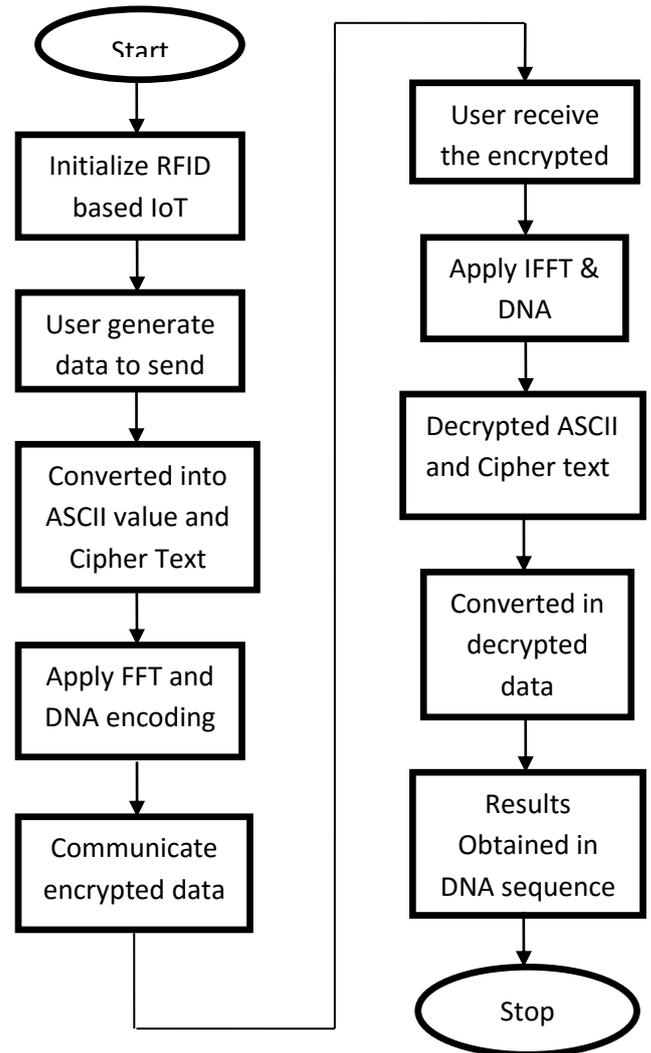 Start
Initialize RFID
based IoT
User generate
data to send
Converted into
ASCII value and
Cipher Text
Apply FFT and
DNA encoding
Communicate
encrypted data
User receive
the encrypted
Apply IFFT &
DNA
Decrypted ASCII
and Cipher text
Converted in
decrypted
data
Results
Obtained in
DNA sequence
Stop